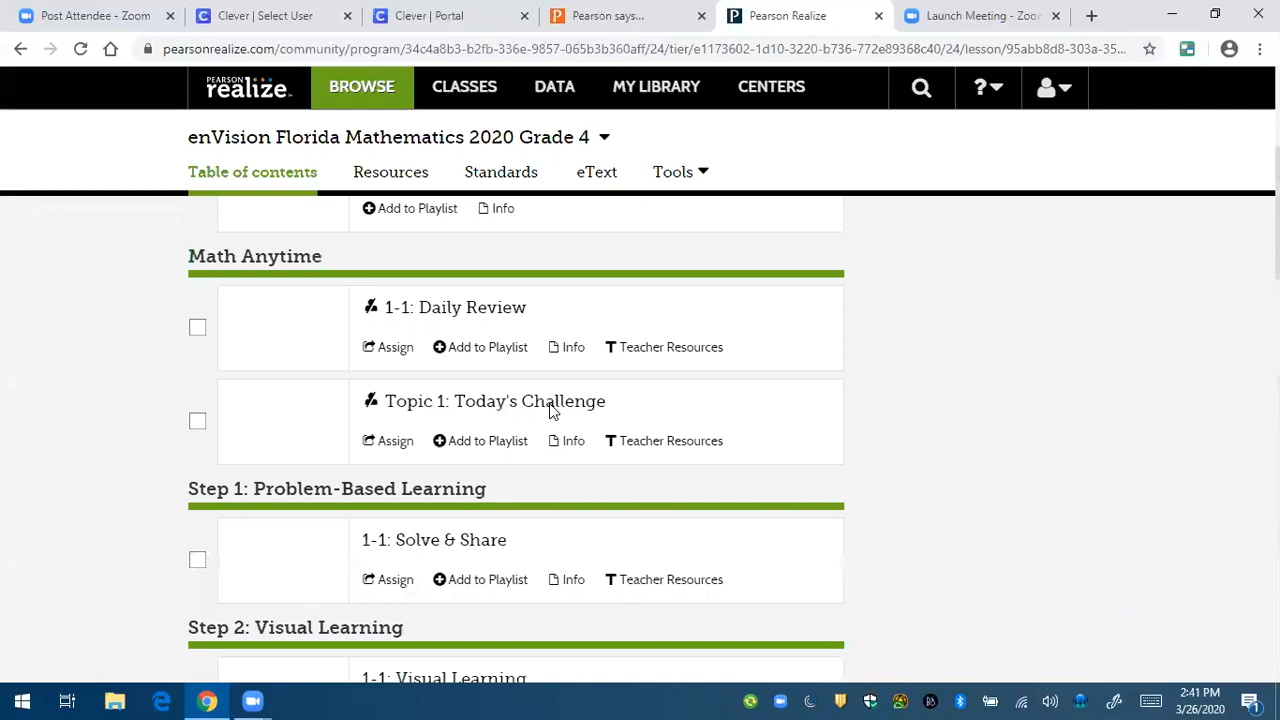 Post Attendee - Zoom
Clever | Select User
Clever | Portal
Pearson says...
Pearson Realize
Launch Meeting - Zoom
pearsonrealize.com/community/program/34c4a8b3-b2fb-336e-9857-065b3b360aff/24/tier/e1173602-1d10-3220-b736-772e89368c40/24/lesson/95abb8d8-303a-35...
PEARSON
realize
BROWSE CLASSES DATA MY LIBRARY CENTERS
?
enVision Florida Mathematics 2020 Grade 4
Table of contents Resources Standards eText Tools
Add to Playlist Info
Math Anytime
1-1: Daily Review
Assign Add to Playlist Info T Teacher Resources
Topic 1: Today's Challenge
Assign Add to Playlist Info T Teacher Resources
Step 1: Problem-Based Learning
1-1: Solve & Share
Assign Add to Playlist Info T Teacher Resources
Step 2: Visual Learning
1-1: Visual Learning
2:41 PM
3/26/2020